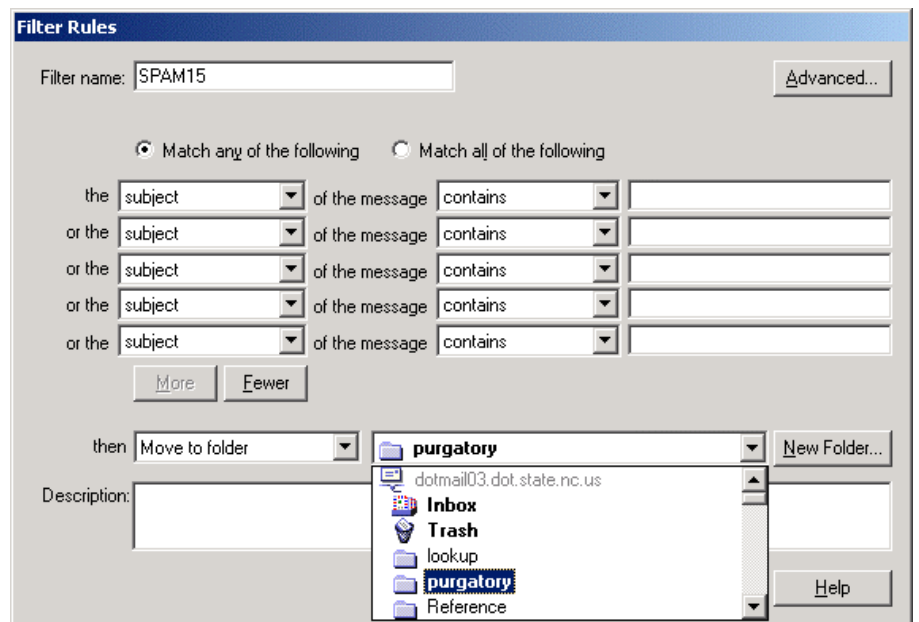 Filter Rules
Filter name: SPAM15 Advanced...
Match any of the following Match all of the following
the subject of the message contains
or the subject of the message contains
or the subject of the message contains
or the subject of the message contains
or the subject of the message contains
More Fewer
then Move to folder purgatory New Folder...
dotmail03.dot.state.nc.us
Description: Inbox
Trash
lookup
purgatory Help
Reference